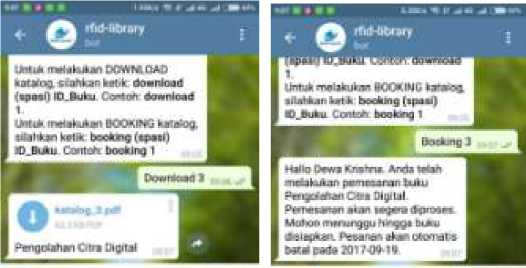 rfid-library
bot
Untuk melakukan DOWNLOAD
katalog, silahkan ketik: download
(spasi) ID_Buku. Contoh: download
1.
Untuk melakukan BOOKING katalog,
silahkan ketik: booking (spasi)
ID_Buku. Contoh: booking 1
Download 3
katalog_3.pdf
Pengolahan Citra Digital
rfid-library
bot
(spasi) ID_Buku. Contoh: download
1.
Untuk melakukan BOOKING katalog,
silahkan ketik: booking (spasi)
ID_Buku. Contoh: booking 1
Booking 3
Hallo Dewa Krishna. Anda telah
melakukan pemesanan buku
Pengolahan Citra Digital.
Pemesanan akan segera diproses.
Mohon menunggu hingga buku
disiapkan. Pesanan akan otomatis
batal pada 2017-09-19.